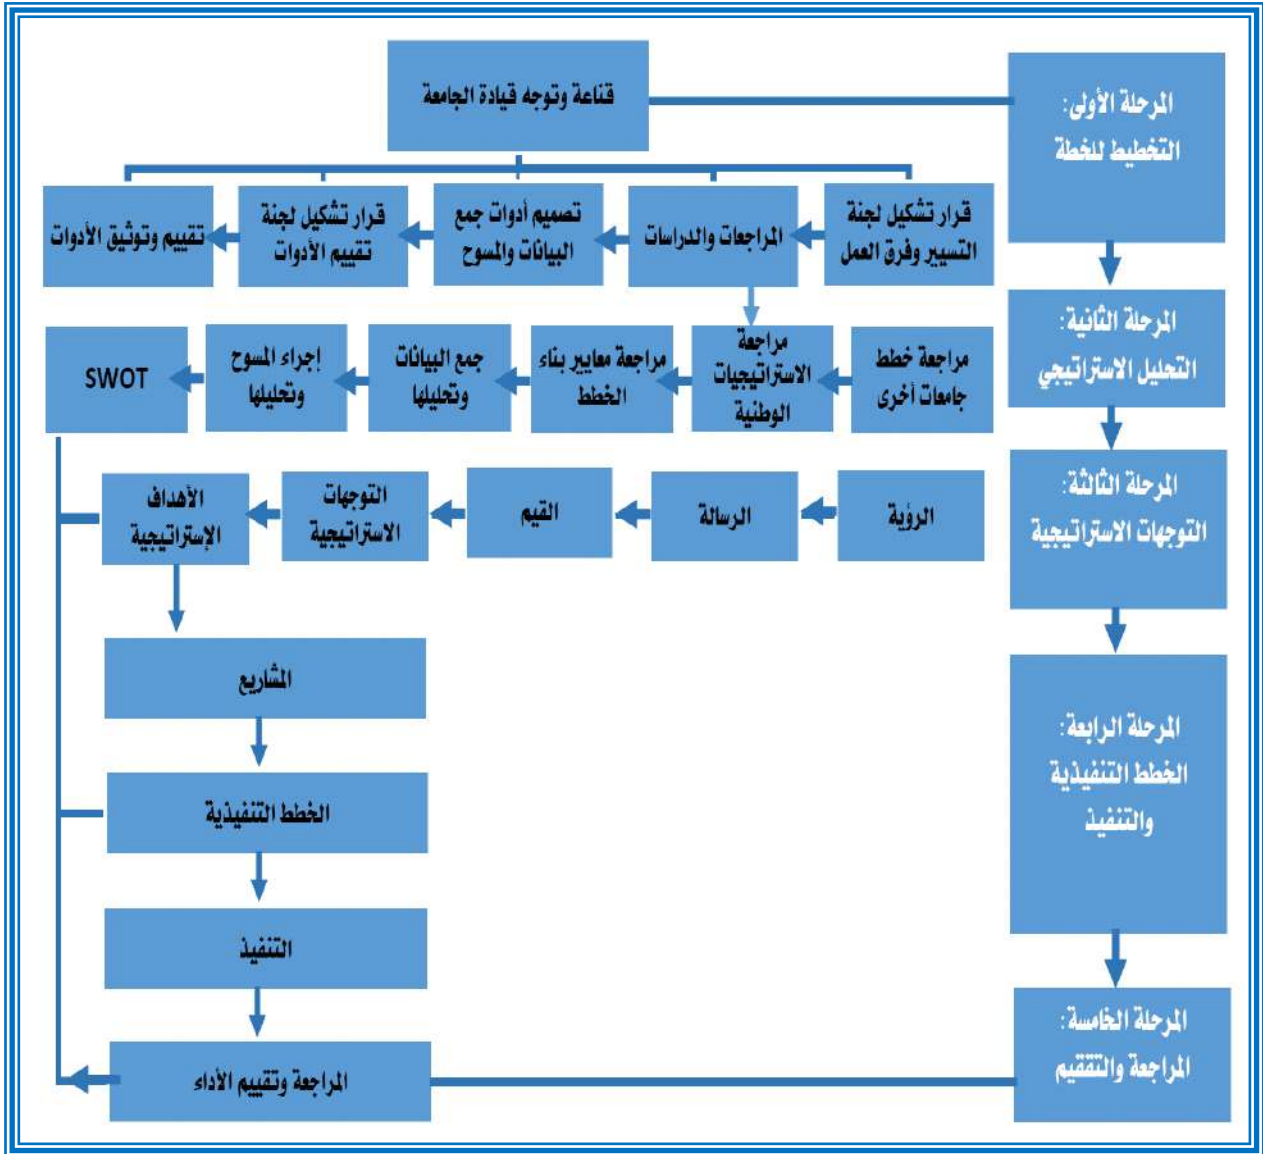 المرحلة الأولى:
التخطيط للخطة
قناعة وتوجه قيادة الجامعة
قرار تشكيل لجنة
التسيير وفرق العمل
المراجعات والدراسات
تصميم أدوات جمع
البيانات والمسوح
قرار تشكيل لجنة
تقييم الأدوات
تقييم وتوثيق الأدوات
المرحلة الثانية:
التحليل الاستراتيجي
مراجعة خطط
جامعات أخرى
مراجعة
الاستراتيجيات
الوطنية
مراجعة معايير بناء
الخطط
جمع البيانات
وتحليلها
إجراء المسوح
وتحليلها
SWOT
المرحلة الثالثة:
التوجهات الاستراتيجية
الرؤية
الرسالة
القيم
التوجهات
الاستراتيجية
الأهداف
الإستراتيجية
المرحلة الرابعة:
الخطط التنفيذية
والتنفيذ
المشاريع
الخطط التنفيذية
التنفيذ
المرحلة الخامسة:
المراجعة والتققيم
المراجعة وتقييم الأداء